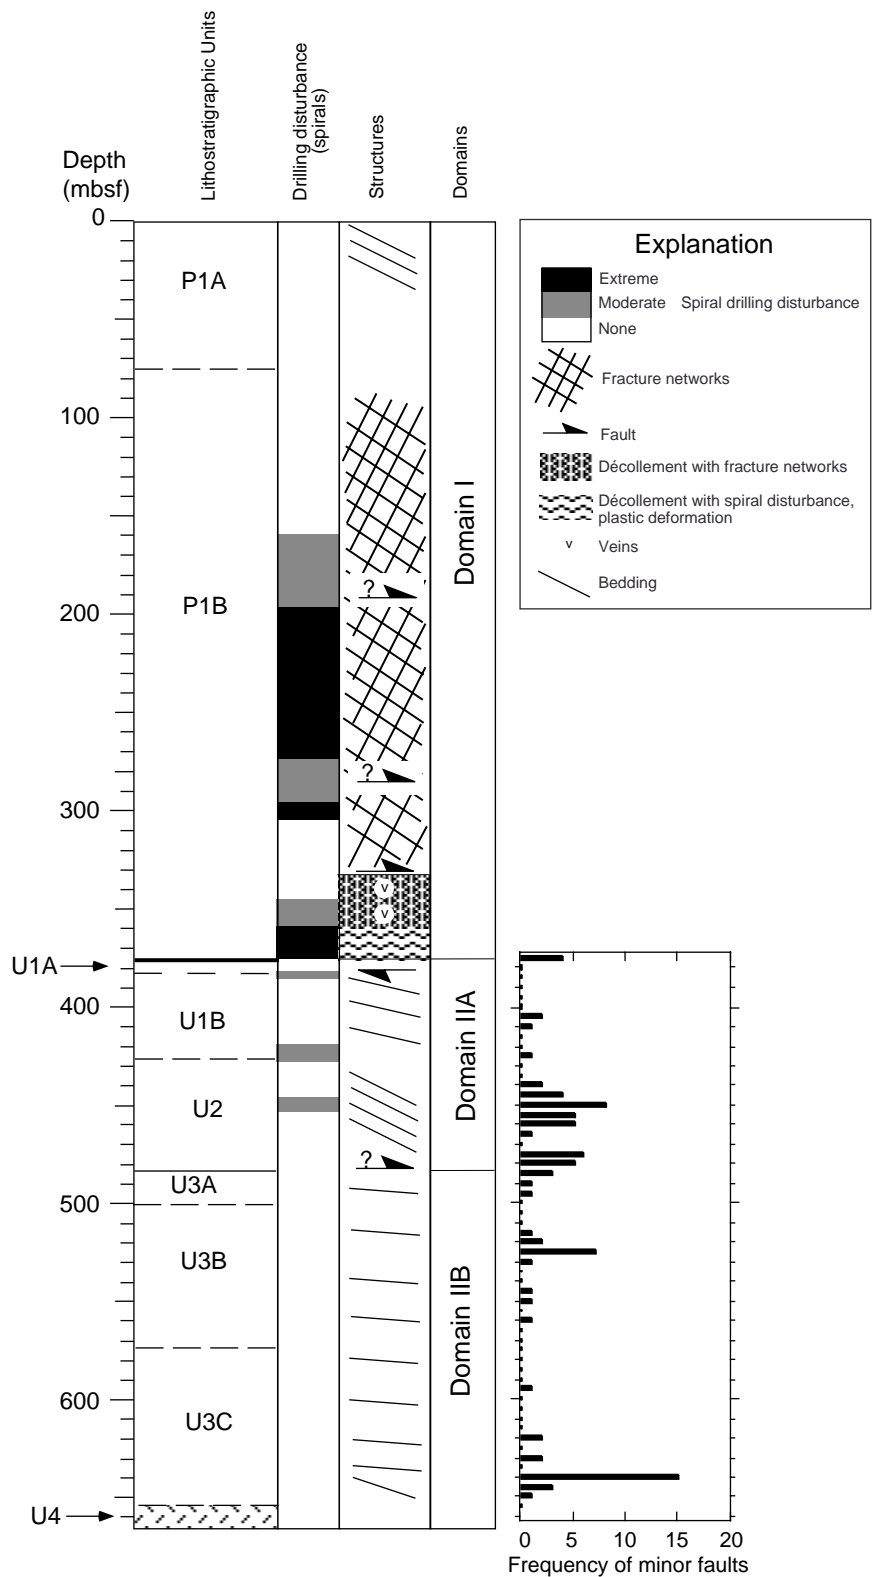 Lithostratigraphic Units
Drilling disturbance
(spirals)
Structures
Domains
Depth
(mbsf)
0
100
200
300
400
500
600
U1A
U4
P1A
P1B
U1B
U2
U3A
U3B
U3C
?
?
v
v
?
Domain I
Domain IIA
Domain IIB
Explanation
Extreme
Moderate Spiral drilling disturbance
None
Fracture networks
Fault
Décollement with fracture networks
Décollement with spiral disturbance,
plastic deformation
v Veins
Bedding
0 5 10 15 20
Frequency of minor faults